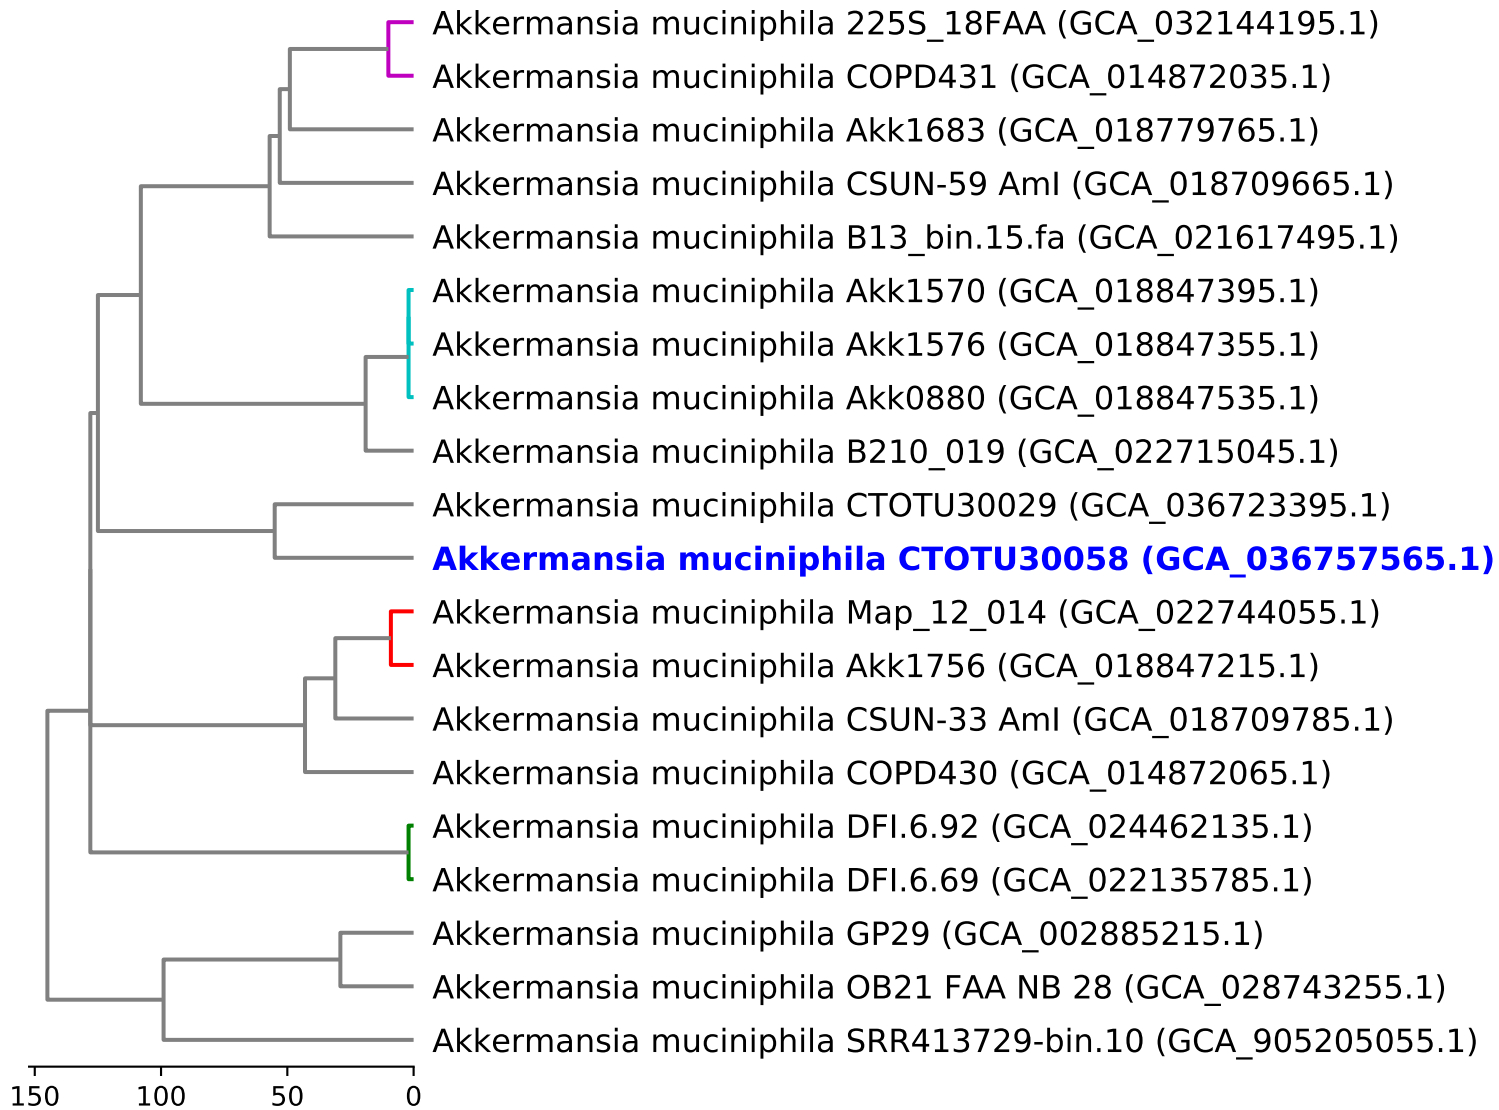 Akkermansia muciniphila 225S_18FAA (GCA_032144195.1)
Akkermansia muciniphila COPD431 (GCA_014872035.1)
Akkermansia muciniphila Akk1683 (GCA_018779765.1)
Akkermansia muciniphila CSUN-59 AmI (GCA_018709665.1)
Akkermansia muciniphila B13_bin.15.fa (GCA_021617495.1)
Akkermansia muciniphila Akk1570 (GCA_018847395.1)
Akkermansia muciniphila Akk1576 (GCA_018847355.1)
Akkermansia muciniphila Akk0880 (GCA_018847535.1)
Akkermansia muciniphila B210_019 (GCA_022715045.1)
Akkermansia muciniphila CTOTU30029 (GCA_036723395.1)
Akkermansia muciniphila CTOTU30058 (GCA_036757565.1)
Akkermansia muciniphila Map_12_014 (GCA_022744055.1)
Akkermansia muciniphila Akk1756 (GCA_018847215.1)
Akkermansia muciniphila CSUN-33 AmI (GCA_018709785.1)
Akkermansia muciniphila COPD430 (GCA_014872065.1)
Akkermansia muciniphila DFI.6.92 (GCA_024462135.1)
Akkermansia muciniphila DFI.6.69 (GCA_022135785.1)
Akkermansia muciniphila GP29 (GCA_002885215.1)
Akkermansia muciniphila OB21 FAA NB 28 (GCA_028743255.1)
Akkermansia muciniphila SRR413729-bin.10 (GCA_905205055.1)
150 100 50 0